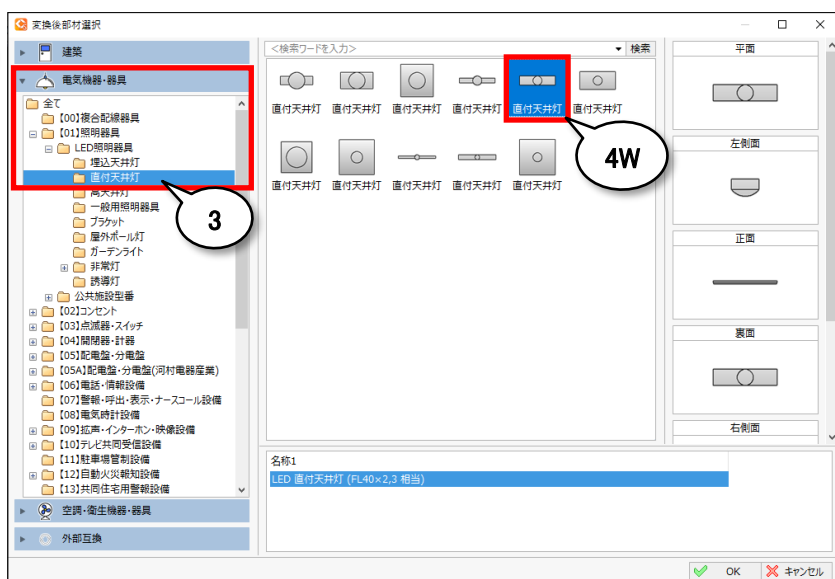 変換後部材選択
建築
電気機器・器具
全て
【00】複合配線器具
【01】照明器具
LED照明器具
埋込天井灯
直付天井灯
高天井灯
一般用照明器具
ブラケット
屋外ポール灯
ガーデンライト
非常灯
誘導灯
公共施設型番
【02】コンセント
【03】点滅器・スイッチ
【04】開閉器・計器
【05】配電盤・分電盤
【05A】配電盤・分電盤(河村電器産業)
【06】電話・情報設備
【07】警報・呼出・表示・ナースコール設備
【08】電気時計設備
【09】拡声・インターホン・映像設備
【10】テレビ共同受信設備
【11】駐車場管制設備
【12】自動火災報知設備
【13】共同住宅用警報設備
空調・衛生機器・器具
外部互換
3
<検索ワードを入力>
検索
直付天井灯 直付天井灯 直付天井灯 直付天井灯 直付天井灯 直付天井灯
4W
直付天井灯 直付天井灯 直付天井灯 直付天井灯 直付天井灯
名称1
LED 直付天井灯 (FL40×2,3 相当)
平面
左側面
正面
裏面
右側面
OK
キャンセル